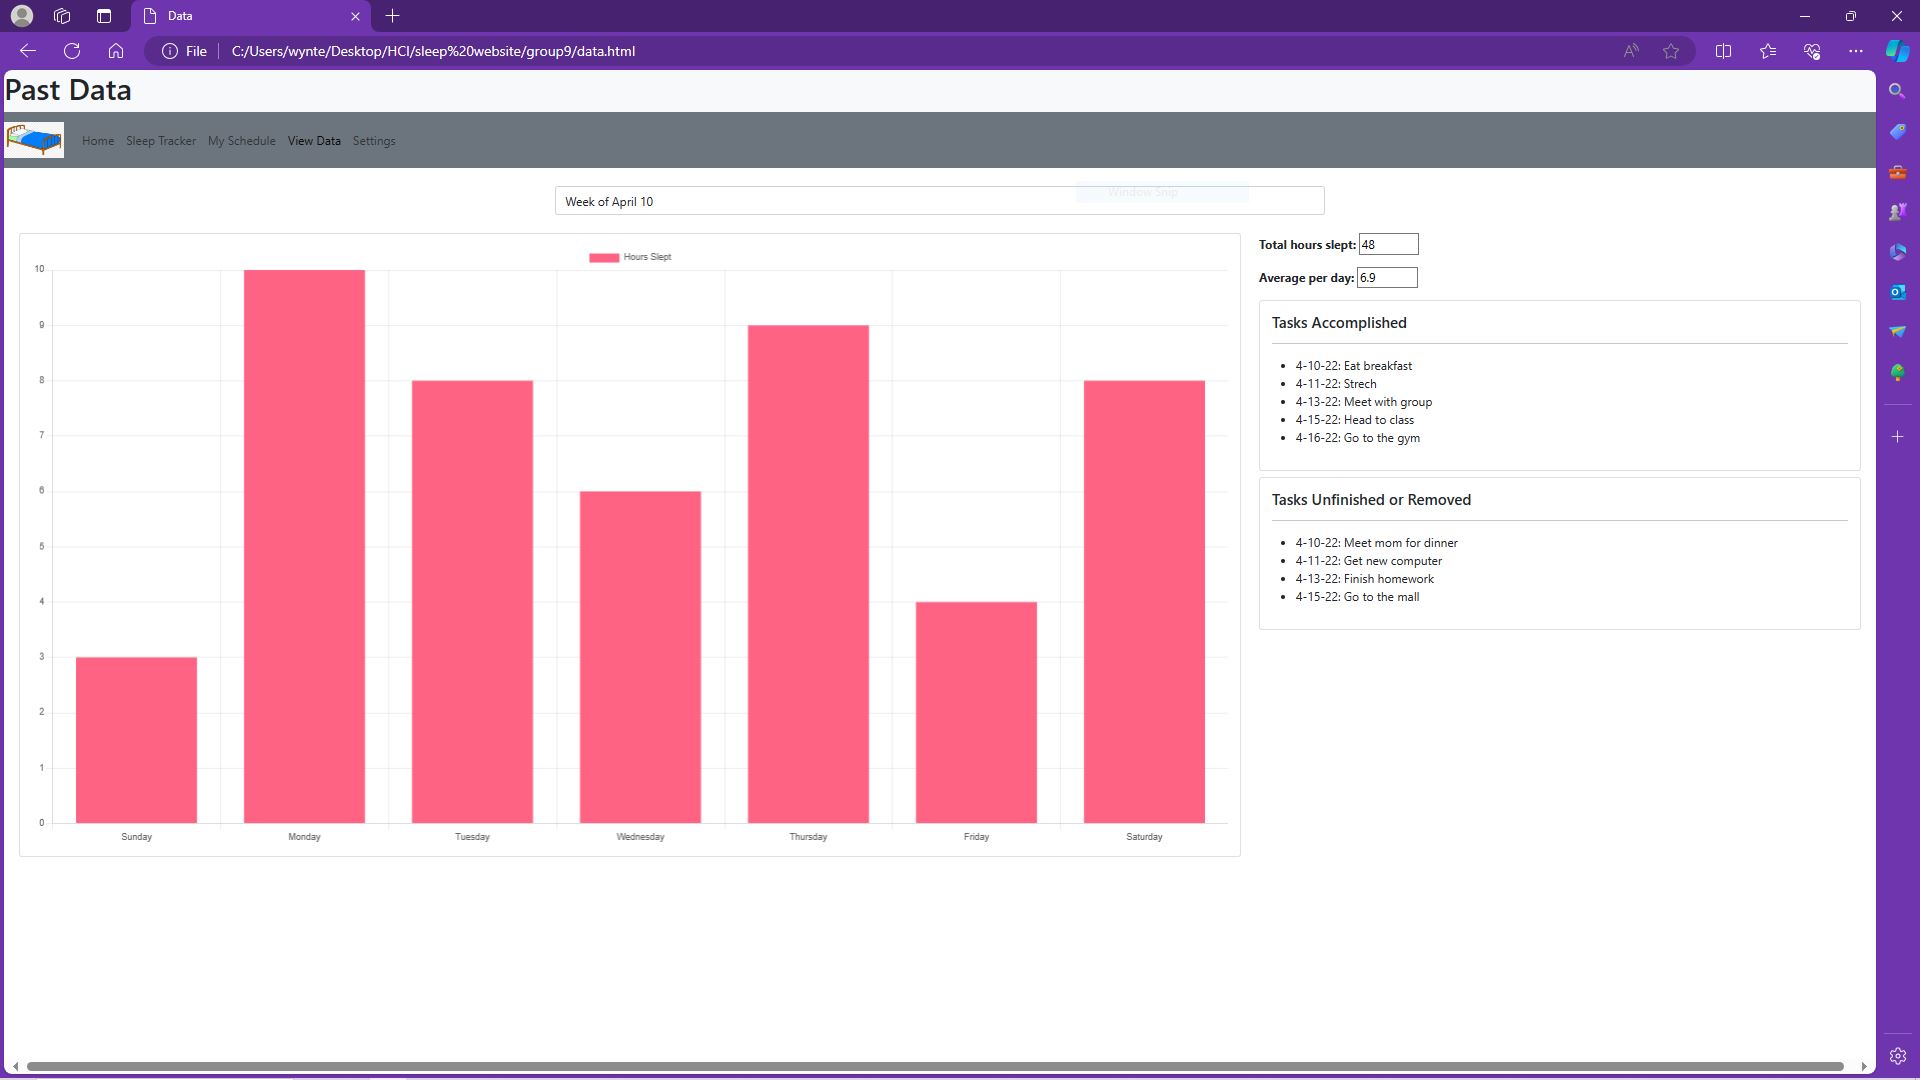 Data
File C:/Users/wynte/Desktop/HCI/sleep%20website/group9/data.html
Past Data
Home Sleep Tracker My Schedule View Data Settings
Window Snip
Week of April 10
Hours Slept
10
9
8
7
6
5
4
3
2
1
0
Sunday Monday Tuesday Wednesday Thursday Friday Saturday
Total hours slept: 48
Average per day: 6.9
Tasks Accomplished
4-10-22: Eat breakfast
4-11-22: Strech
4-13-22: Meet with group
4-15-22: Head to class
4-16-22: Go to the gym
Tasks Unfinished or Removed
4-10-22: Meet mom for dinner
4-11-22: Get new computer
4-13-22: Finish homework
4-15-22: Go to the mall